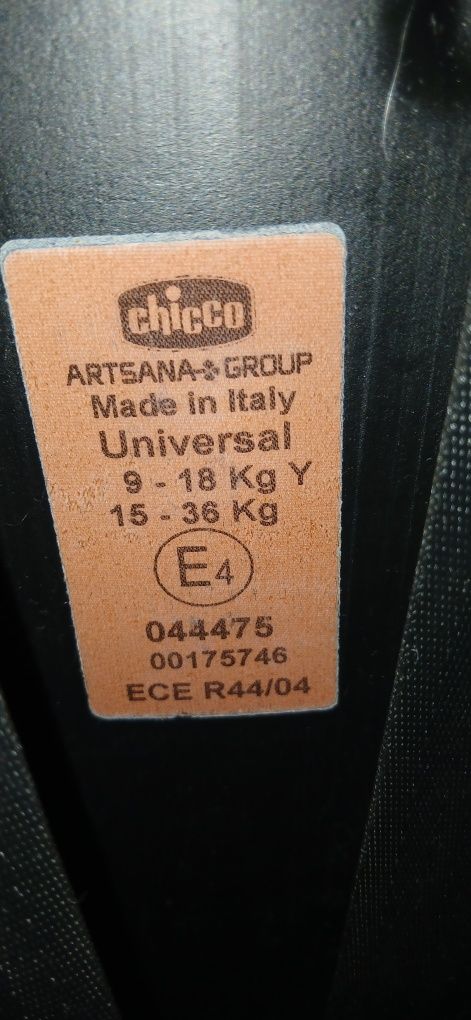 chicco
ARTSANA GROUP
Made in Italy
Universal
9 - 18 Kg Y
15 - 36 Kg
E4
044475
00175746
ECE R44/04